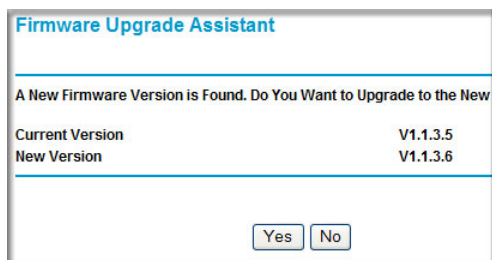 Firmware Upgrade Assistant
A New Firmware Version is Found. Do You Want to Upgrade to the New
Current Version V1.1.3.5
New Version V1.1.3.6
Yes No